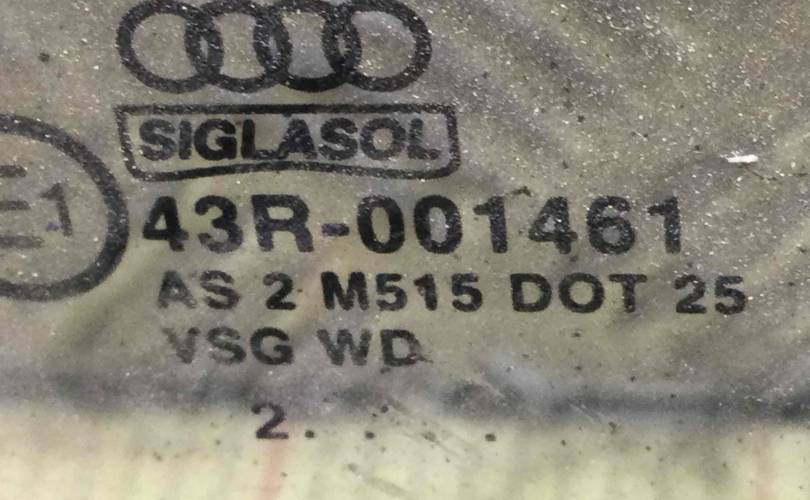 SIGLASOL
E1
43R-001461
AS 2 M515 DOT 25
VSG WD
2. . . .